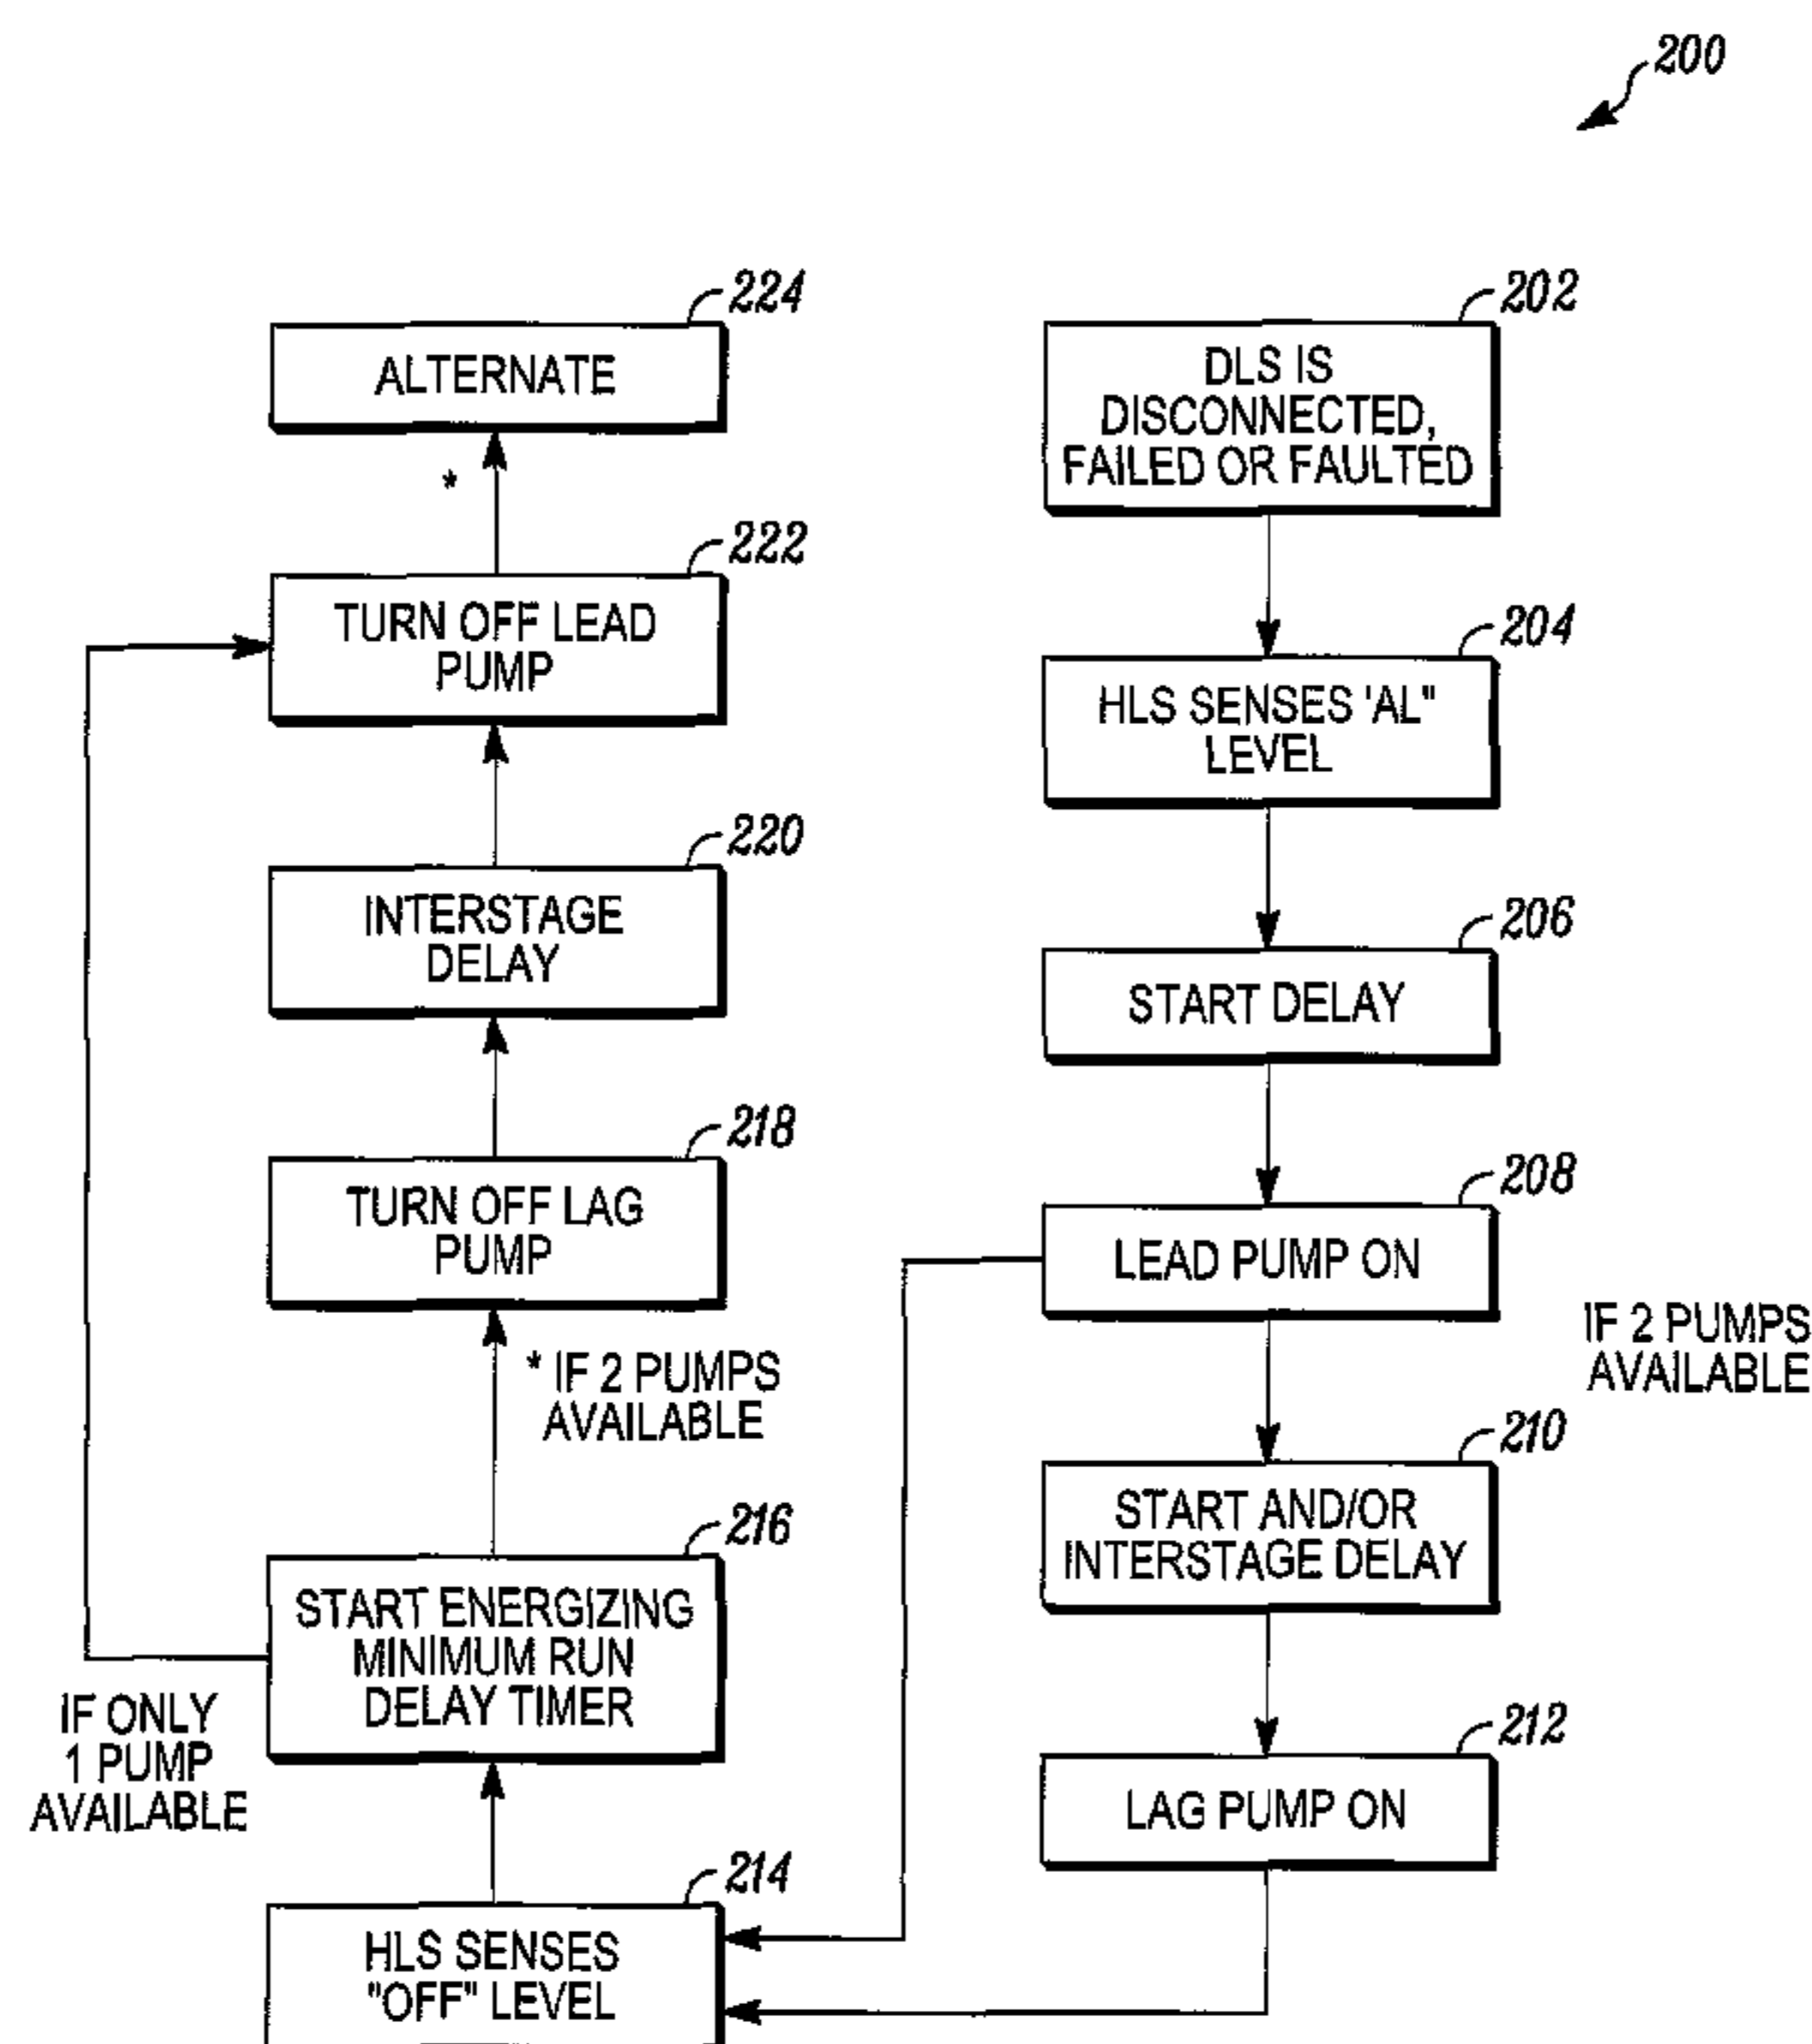 200
224
ALTERNATE
*
222
TURN OFF LEAD
PUMP
220
INTERSTAGE
DELAY
218
TURN OFF LAG
PUMP
* IF 2 PUMPS
AVAILABLE
216
START ENERGIZING
MINIMUM RUN
DELAY TIMER
IF ONLY
1 PUMP
AVAILABLE
214
HLS SENSES
"OFF" LEVEL
202
DLS IS
DISCONNECTED,
FAILED OR FAULTED
204
HLS SENSES 'AL"
LEVEL
206
START DELAY
208
LEAD PUMP ON
IF 2 PUMPS
AVAILABLE
210
START AND/OR
INTERSTAGE DELAY
212
LAG PUMP ON